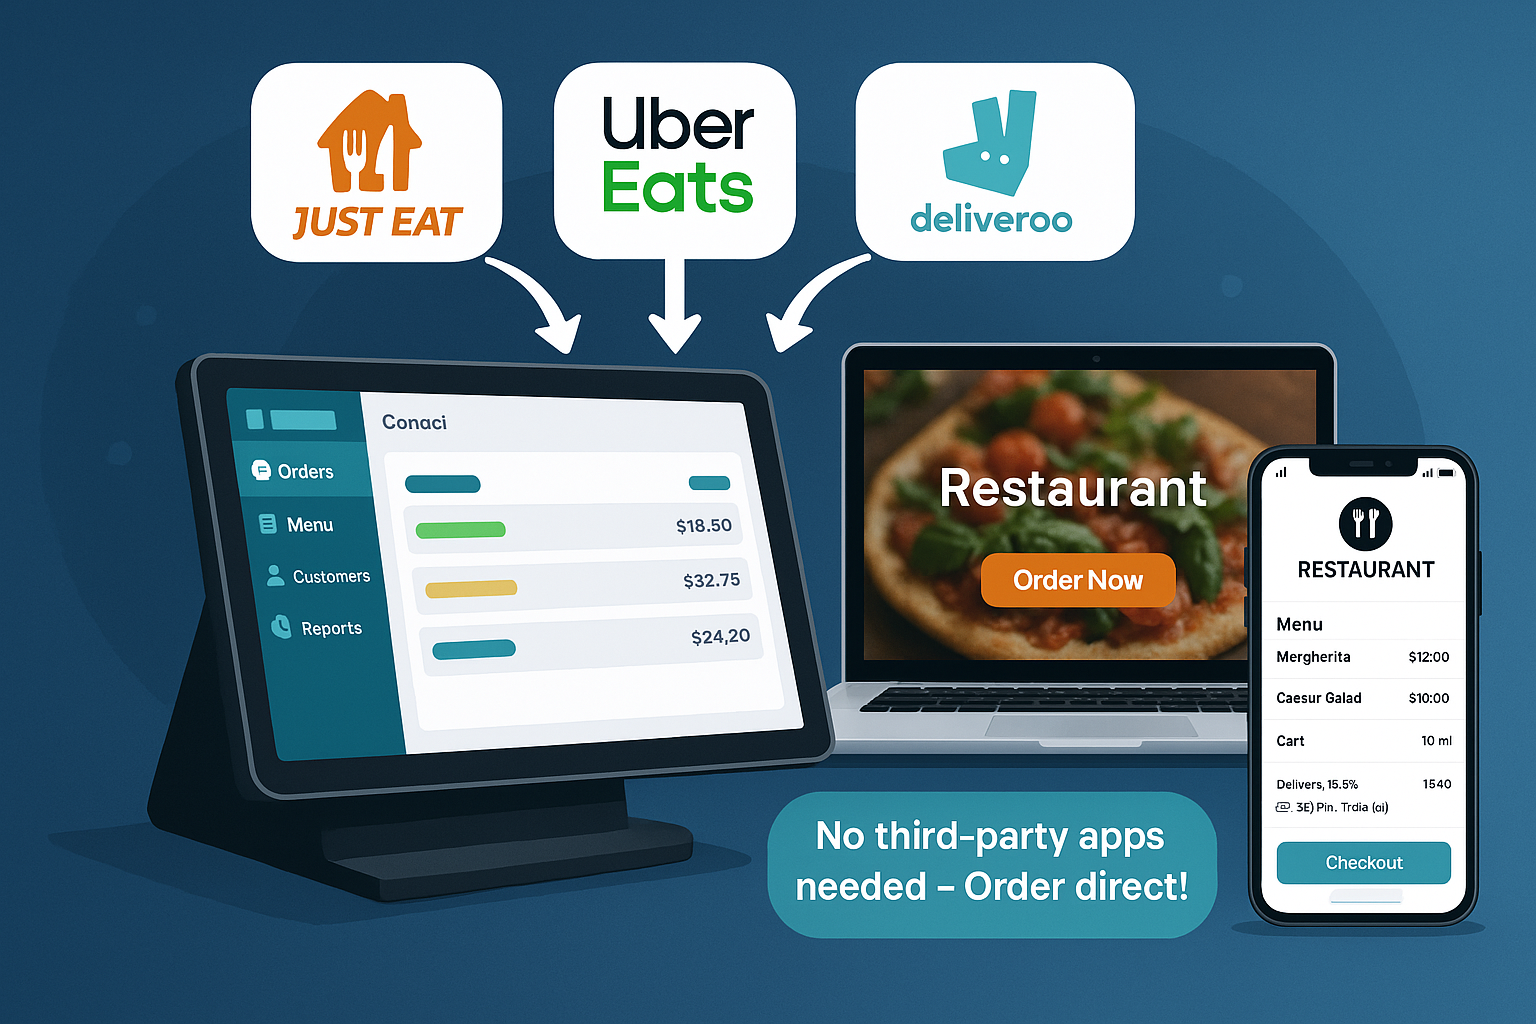 JUST EAT
Uber
Eats
deliveroo
Conaci
Orders
Menu
Customers
Reports
$18.50
$32.75
$24,20
Restaurant
Order Now
RESTAURANT
Menu
Mergherita $12:00
Caesur Galad $10:00
Cart 10 ml
Delivers, 15.5% 1540
3E) Pin. Trdia (oi)
Checkout
No third-party apps
needed – Order direct!